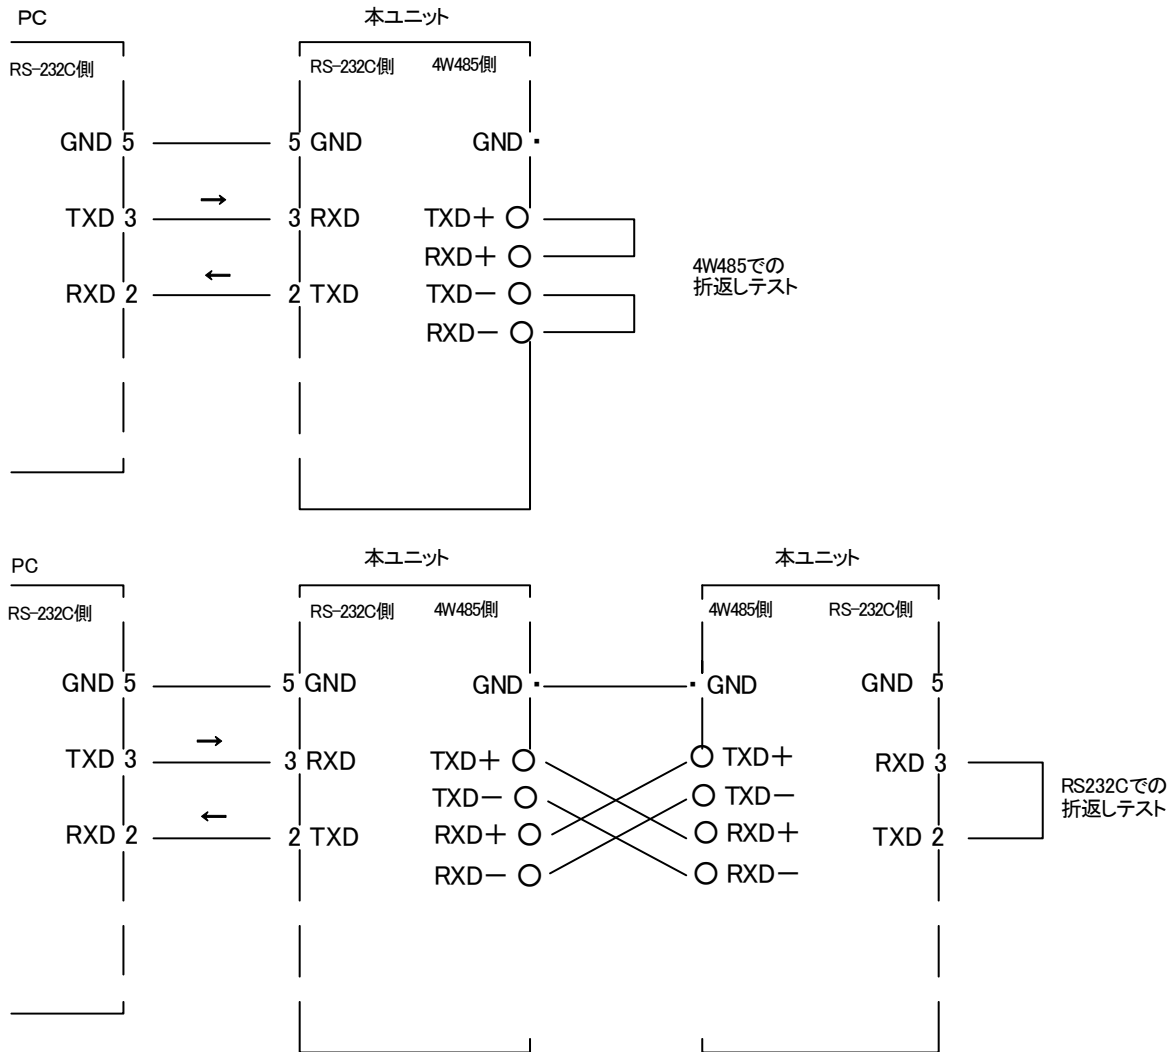 PC 本ユニット
RS-232C側 RS-232C側 4W485側
GND 5 5 GND GND
→
TXD 3 3 RXD TXD+
RXD+
←
RXD 2 2 TXD TXD−
RXD−
4W485での
折返しテスト
PC 本ユニット 本ユニット
RS-232C側 RS-232C側 4W485側 4W485側 RS-232C側
GND 5 5 GND GND GND GND 5
→
TXD 3 3 RXD TXD+ TXD+ RXD 3
TXD− TXD−
←
RXD 2 2 TXD RXD+ RXD+ TXD 2
RXD− RXD−
RS232Cでの
折返しテスト